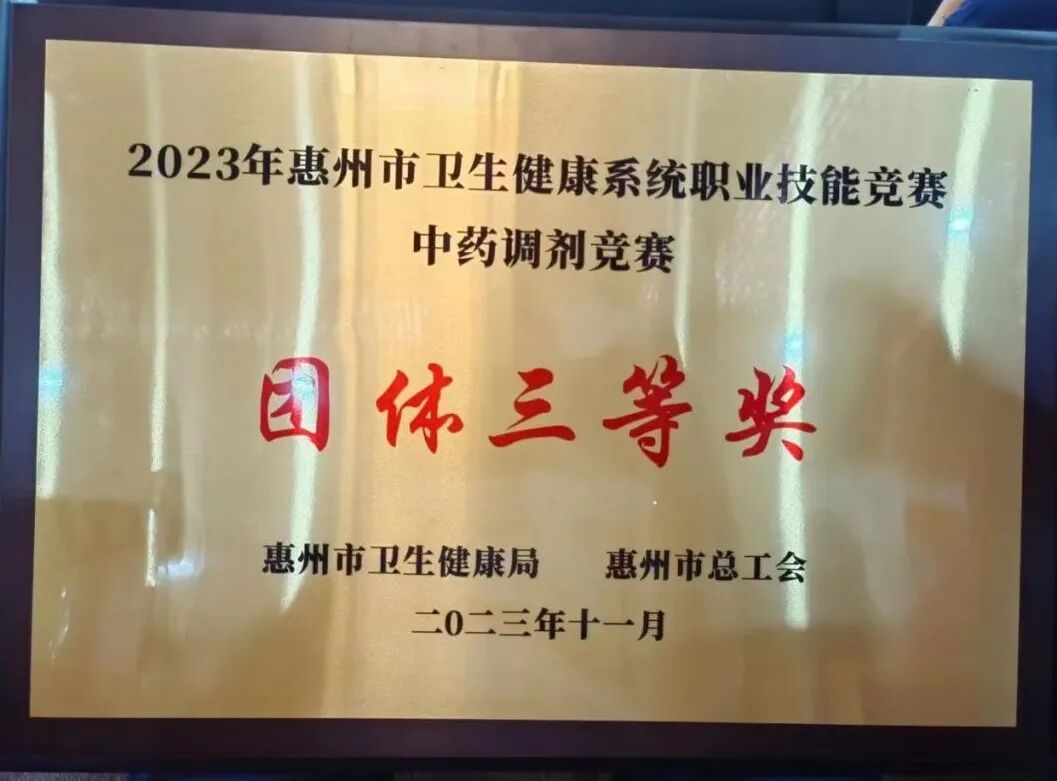 2023年惠州市卫生健康系统职业技能竞赛
中药调剂竞赛
团体三等奖
惠州市卫生健康局 惠州市总工会
二0二三年十一月